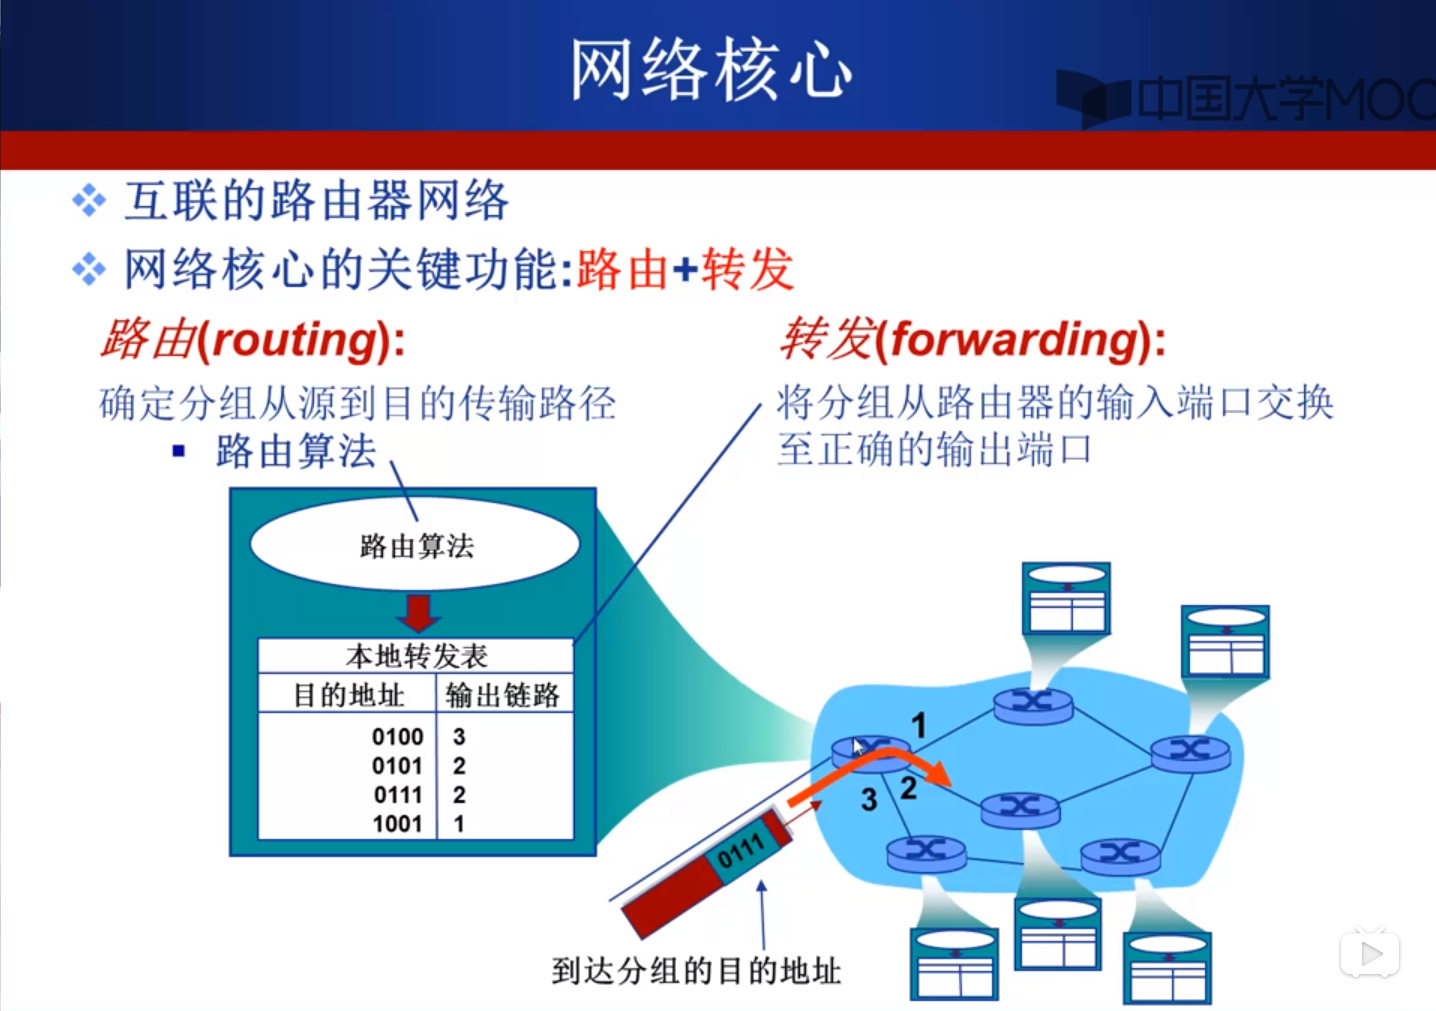 网络核心
中国大学MOO
互联的路由器网络
网络核心的关键功能:路由+转发
路由(routing):
确定分组从源到目的传输路径
路由算法
转发(forwarding):
将分组从路由器的输入端口交换
至正确的输出端口
路由算法
本地转发表
目的地址 输出链路
0100 3
0101 2
0111 2
1001 1
1
2
3
0111
到达分组的目的地址